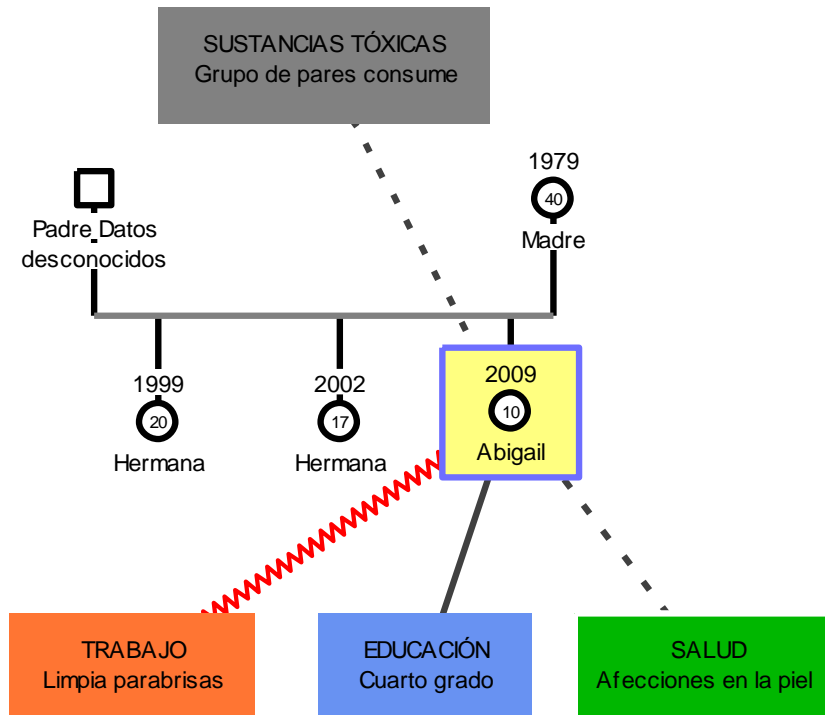 SUSTANCIAS TÓXICAS
Grupo de pares consume
1979
40
Madre
Padre Datos
desconocidos
1999
20
Hermana
2002
17
Hermana
2009
10
Abigail
TRABAJO
Limpia parabrisas
EDUCACIÓN
Cuarto grado
SALUD
Afecciones en la piel